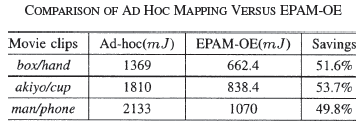 COMPARISON OF AD HOC MAPPING VERSUS EPAM-OE
Movie clips Ad-hoc(mJ) EPAM-OE(mJ) Savings
box/hand 1369 662.4 51.6%
akiyo/cup 1810 838.4 53.7%
man/phone 2133 1070 49.8%